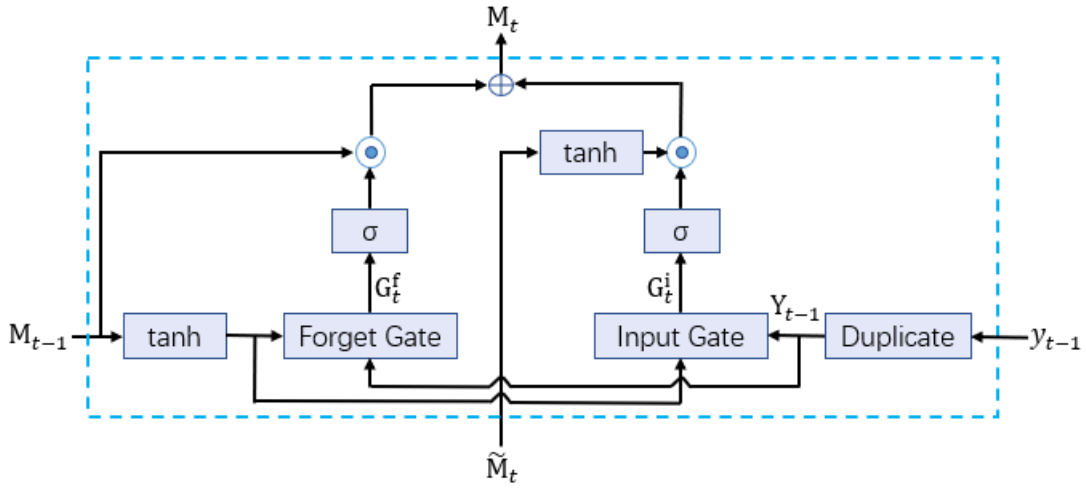 M_t
tanh
σ
σ
G_t^f
G_t^i
Y_{t−1}
M_{t−1}
tanh
Forget Gate
Input Gate
Duplicate
y_{t−1}
M̃_t